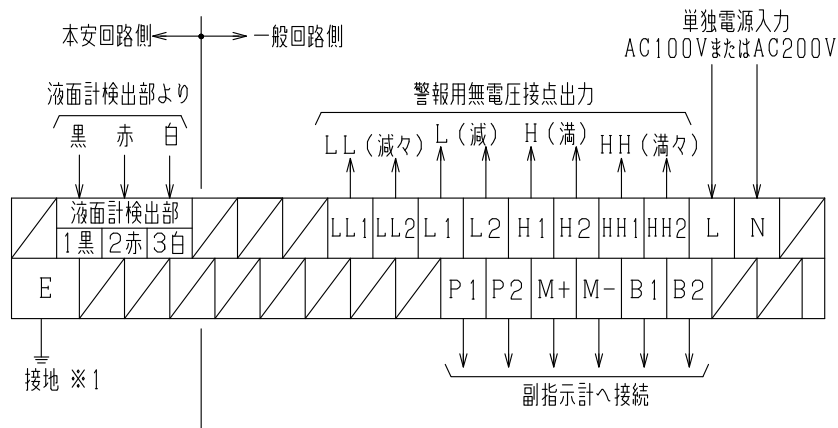 単独電源入力
AC100VまたはAC200V
本安回路側 一般回路側
液面計検出部より
警報用無電圧接点出力
黒 赤 白
LL(減々) L(減) H(満) HH(満々)
液面計検出部
1黒 2赤 3白
LL1 LL2 L1 L2 H1 H2 HH1 HH2 L N
E P1 P2 M+ M- B1 B2
接地 ※1
副指示計へ接続